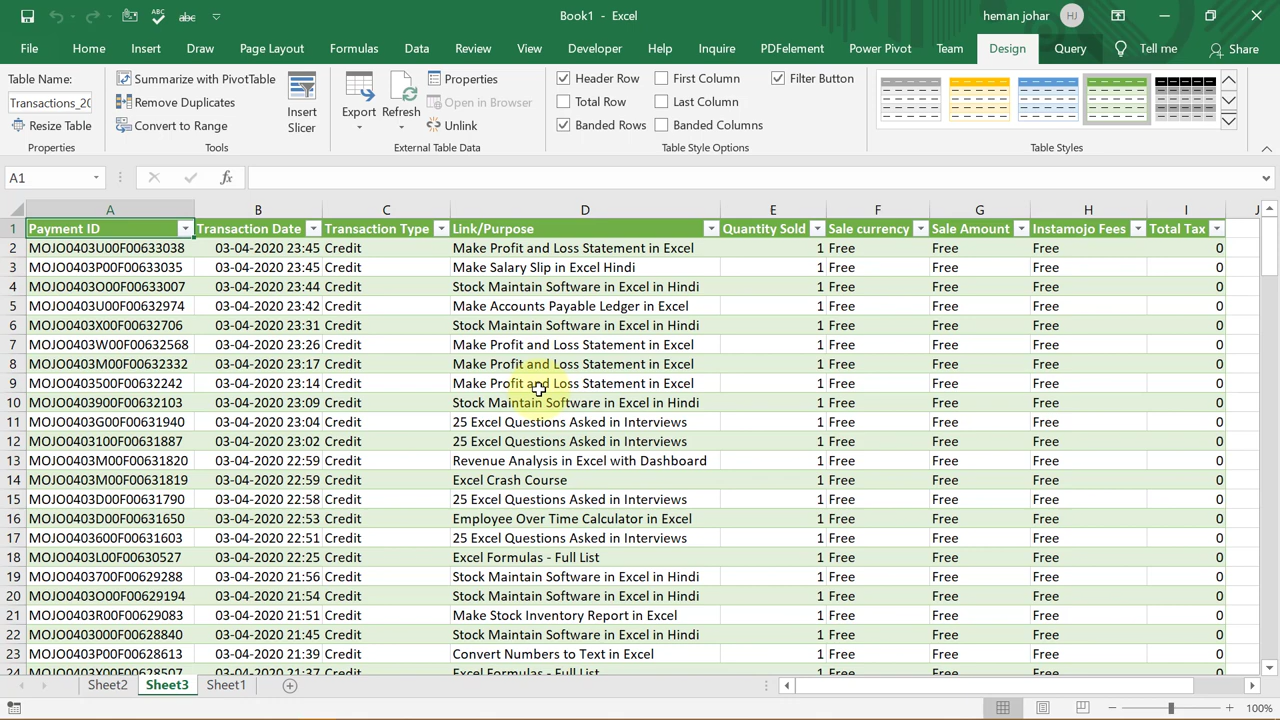 Book1 - Excel
heman johar
HJ
File Home Insert Draw Page Layout Formulas Data Review View Developer Help Inquire PDFelement Power Pivot Team Design Query Tell me Share
Table Name:
Transactions_20
Resize Table
Properties
Summarize with PivotTable
Remove Duplicates
Convert to Range
Tools
Insert
Slicer
Export
Refresh
Properties
Open in Browser
Unlink
External Table Data
Header Row
Total Row
Banded Rows
First Column
Last Column
Banded Columns
Filter Button
Table Style Options
Table Styles
A1
fx
A B C D E F G H I J
1 Payment ID Transaction Date Transaction Type Link/Purpose Quantity Sold Sale currency Sale Amount Instamojo Fees Total Tax
2 MOJO0403U00F00633038 03-04-2020 23:45 Credit Make Profit and Loss Statement in Excel 1 Free Free Free 0
3 MOJO0403P00F00633035 03-04-2020 23:45 Credit Make Salary Slip in Excel Hindi 1 Free Free Free 0
4 MOJO0403O00F00633007 03-04-2020 23:44 Credit Stock Maintain Software in Excel in Hindi 1 Free Free Free 0
5 MOJO0403U00F00632974 03-04-2020 23:42 Credit Make Accounts Payable Ledger in Excel 1 Free Free Free 0
6 MOJO0403X00F00632706 03-04-2020 23:31 Credit Stock Maintain Software in Excel in Hindi 1 Free Free Free 0
7 MOJO0403W00F00632568 03-04-2020 23:26 Credit Make Profit and Loss Statement in Excel 1 Free Free Free 0
8 MOJO0403M00F00632332 03-04-2020 23:17 Credit Make Profit and Loss Statement in Excel 1 Free Free Free 0
9 MOJO0403500F00632242 03-04-2020 23:14 Credit Make Profit and Loss Statement in Excel 1 Free Free Free 0
10 MOJO0403900F00632103 03-04-2020 23:09 Credit Stock Maintain Software in Excel in Hindi 1 Free Free Free 0
11 MOJO0403G00F00631940 03-04-2020 23:04 Credit 25 Excel Questions Asked in Interviews 1 Free Free Free 0
12 MOJO0403100F00631887 03-04-2020 23:02 Credit 25 Excel Questions Asked in Interviews 1 Free Free Free 0
13 MOJO0403M00F00631820 03-04-2020 22:59 Credit Revenue Analysis in Excel with Dashboard 1 Free Free Free 0
14 MOJO0403M00F00631819 03-04-2020 22:59 Credit Excel Crash Course 1 Free Free Free 0
15 MOJO0403D00F00631790 03-04-2020 22:58 Credit 25 Excel Questions Asked in Interviews 1 Free Free Free 0
16 MOJO0403D00F00631650 03-04-2020 22:53 Credit Employee Over Time Calculator in Excel 1 Free Free Free 0
17 MOJO0403600F00631603 03-04-2020 22:51 Credit 25 Excel Questions Asked in Interviews 1 Free Free Free 0
18 MOJO0403L00F00630527 03-04-2020 22:25 Credit Excel Formulas - Full List 1 Free Free Free 0
19 MOJO0403700F00629288 03-04-2020 21:56 Credit Stock Maintain Software in Excel in Hindi 1 Free Free Free 0
20 MOJO0403O00F00629194 03-04-2020 21:54 Credit Stock Maintain Software in Excel in Hindi 1 Free Free Free 0
21 MOJO0403R00F00629083 03-04-2020 21:51 Credit Make Stock Inventory Report in Excel 1 Free Free Free 0
22 MOJO0403000F00628840 03-04-2020 21:45 Credit Stock Maintain Software in Excel in Hindi 1 Free Free Free 0
23 MOJO0403P00F00628613 03-04-2020 21:39 Credit Convert Numbers to Text in Excel 1 Free Free Free 0
24 MOJO0403X00F00628507 03-04-2020 21:37 Credit Excel Formulas - Full List 1 Free Free Free 0
Sheet2 Sheet3 Sheet1
100%